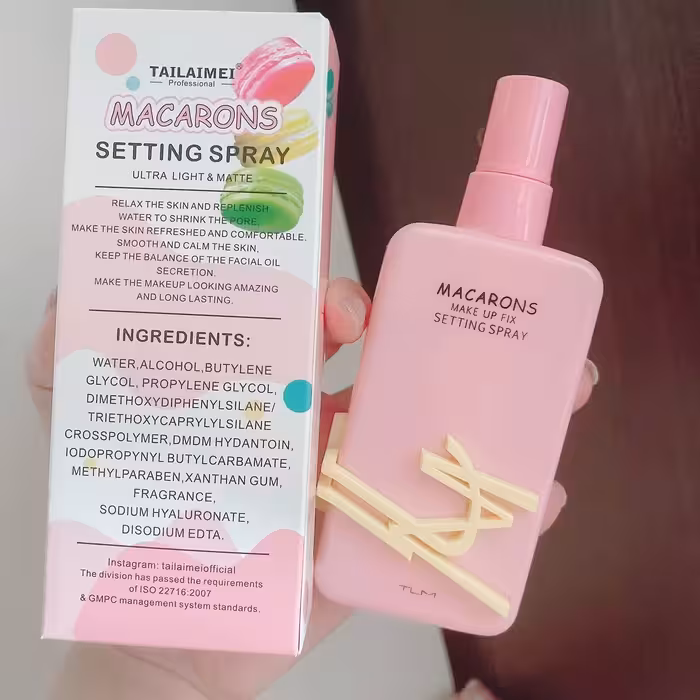 TAILAIMEI®
Professional
MACARONS
SETTING SPRAY
ULTRA LIGHT & MATTE
RELAX THE SKIN AND REPLENISH
WATER TO SHRINK THE PORE,
MAKE THE SKIN REFRESHED AND COMFORTABLE.
SMOOTH AND CALM THE SKIN,
KEEP THE BALANCE OF THE FACIAL OIL
SECRETION.
MAKE THE MAKEUP LOOKING AMAZING
AND LONG LASTING.
INGREDIENTS:
WATER,ALCOHOL,BUTYLENE
GLYCOL, PROPYLENE GLYCOL,
DIMETHOXYDIPHENYLSILANE/
TRIETHOXYCAPRYLYLSILANE
CROSSPOLYMER,DMDM HYDANTOIN,
IODOPROPYNYL BUTYLCARBAMATE,
METHYLPARABEN,XANTHAN GUM,
FRAGRANCE,
SODIUM HYALURONATE,
DISODIUM EDTA.
Instagram: tailaimeiofficial
The division has passed the requirements
of ISO 22716:2007
& GMPC management system standards.
MACARONS
MAKE UP FIX
SETTING SPRAY
TLM